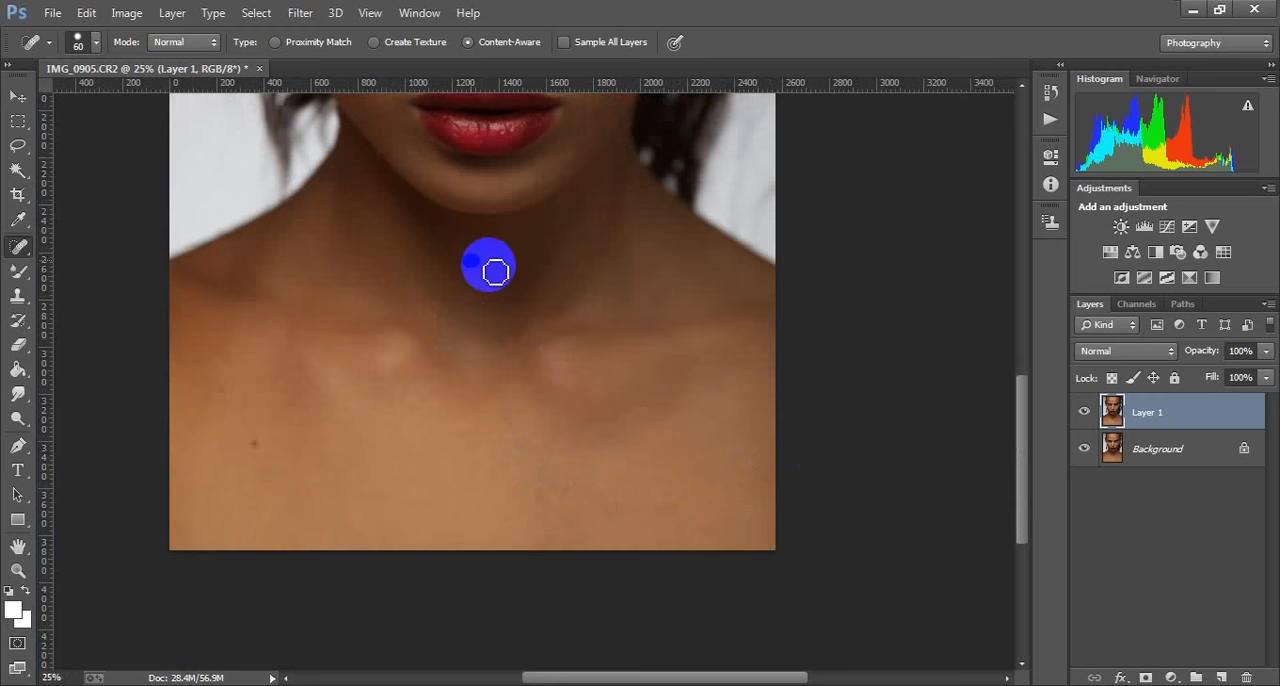 Ps File Edit Image Layer Type Select Filter 3D View Window Help
60 Mode: Normal Type: Proximity Match Create Texture Content-Aware Sample All Layers Photography
IMG_0905.CR2 @ 25% (Layer 1, RGB/8*) * ×
400 200 0 200 400 600 800 1000 1200 1400 1600 1800 2000 2200 2400 2600 2800 3000 3200 3400
Histogram Navigator
Adjustments
Add an adjustment
Layers Channels Paths
Kind
Normal Opacity: 100%
Lock: Fill: 100%
Layer 1
Background
T
25% Doc: 28.4M/56.9M